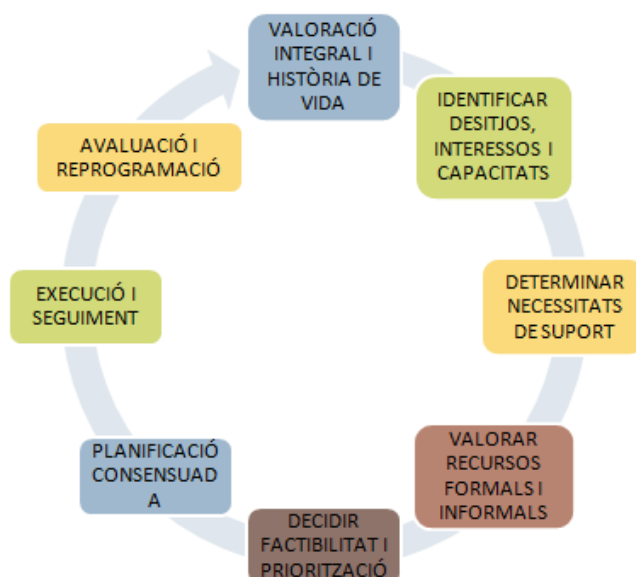 VALORACIÓ
INTEGRAL I
HISTÒRIA DE
VIDA
IDENTIFICAR
DESITJOS,
INTERESSOS I
CAPACITATS
DETERMINAR
NECESSITATS
DE SUPORT
VALORAR
RECURSOS
FORMALS I
INFORMALS
DECIDIR
FACTIBILITAT I
PRIORITZACIÓ
PLANIFICACIÓ
CONSENSUAD
A
EXECUCIÓ I
SEGUIMENT
AVALUACIÓ I
REPROGRAMACIÓ